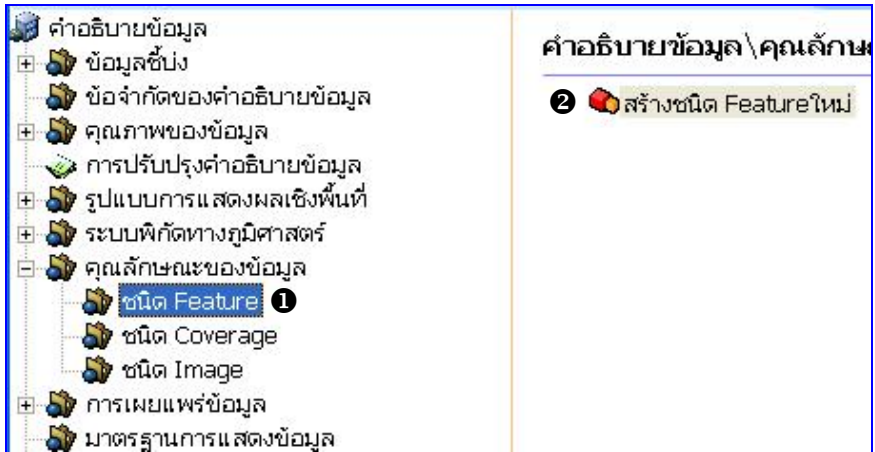 คำอธิบายข้อมูล
ข้อมูลชี้บ่ง
ข้อจำกัดของคำอธิบายข้อมูล
คุณภาพของข้อมูล
การปรับปรุงคำอธิบายข้อมูล
รูปแบบการแสดงผลเชิงพื้นที่
ระบบพิกัดทางภูมิศาสตร์
คุณลักษณะของข้อมูล
ชนิด Feature ❶
ชนิด Coverage
ชนิด Image
การเผยแพร่ข้อมูล
มาตรฐานการแสดงข้อมูล
คำอธิบายข้อมูล\คุณลักษ
❷ สร้างชนิด Featureใหม่